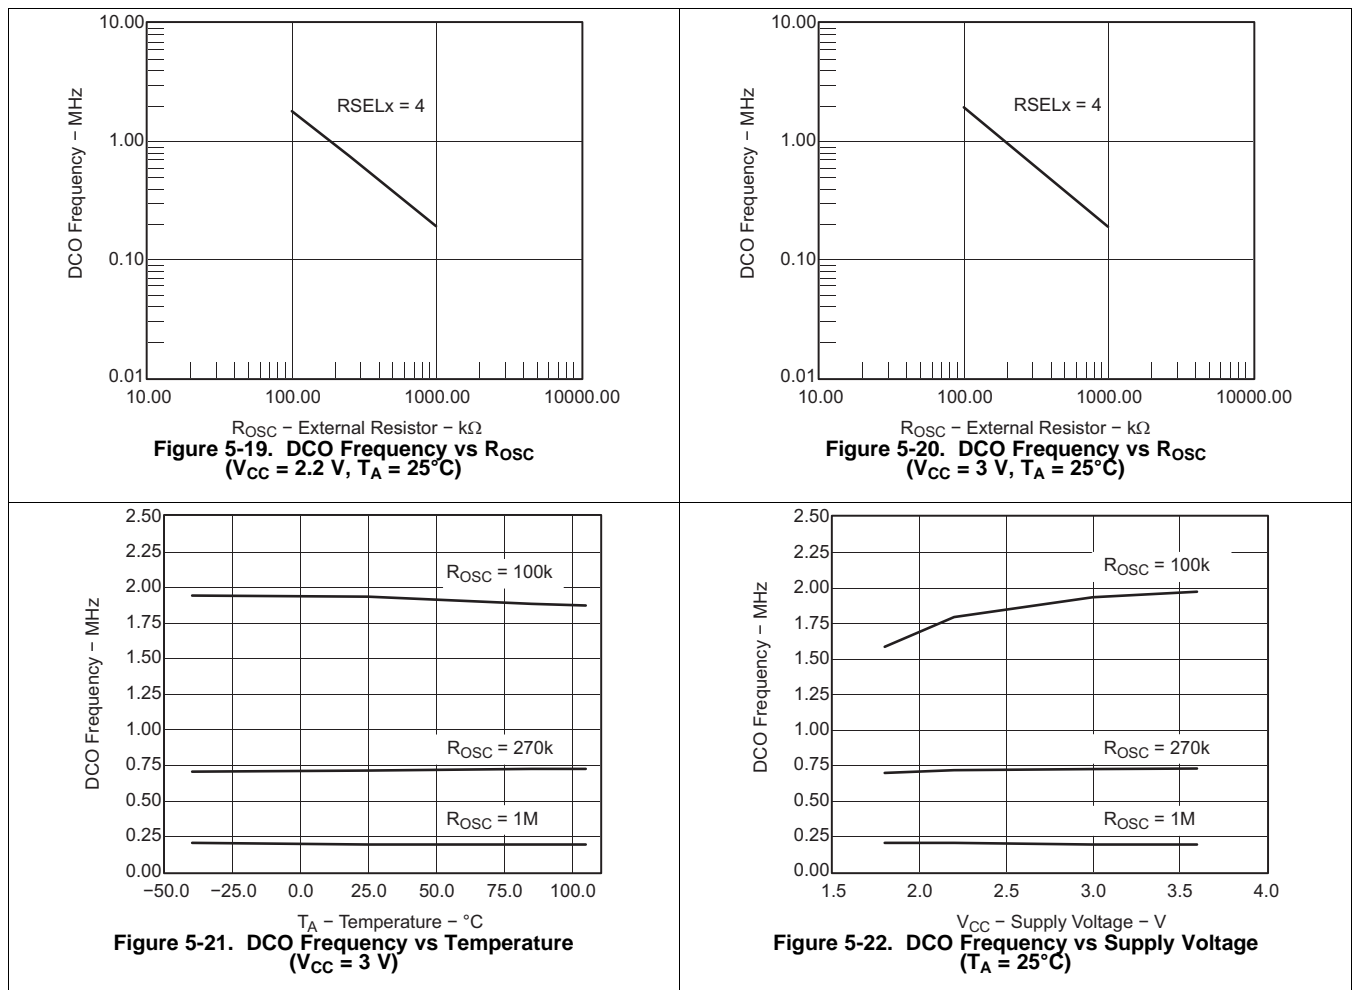 10.00
1.00
0.10
0.01
DCO Frequency – MHz
RSELx = 4
10.00 100.00 1000.00 10000.00
ROSC – External Resistor – kΩ
Figure 5-19. DCO Frequency vs ROSC
(VCC = 2.2 V, TA = 25°C)
10.00
1.00
0.10
0.01
DCO Frequency – MHz
RSELx = 4
10.00 100.00 1000.00 10000.00
ROSC – External Resistor – kΩ
Figure 5-20. DCO Frequency vs ROSC
(VCC = 3 V, TA = 25°C)
2.50
2.25
2.00
1.75
1.50
1.25
1.00
0.75
0.50
0.25
0.00
DCO Frequency – MHz
ROSC = 100k
ROSC = 270k
ROSC = 1M
−50.0 −25.0 0.0 25.0 50.0 75.0 100.0
TA – Temperature – °C
Figure 5-21. DCO Frequency vs Temperature
(VCC = 3 V)
2.50
2.25
2.00
1.75
1.50
1.25
1.00
0.75
0.50
0.25
0.00
DCO Frequency – MHz
ROSC = 100k
ROSC = 270k
ROSC = 1M
1.5 2.0 2.5 3.0 3.5 4.0
VCC – Supply Voltage – V
Figure 5-22. DCO Frequency vs Supply Voltage
(TA = 25°C)